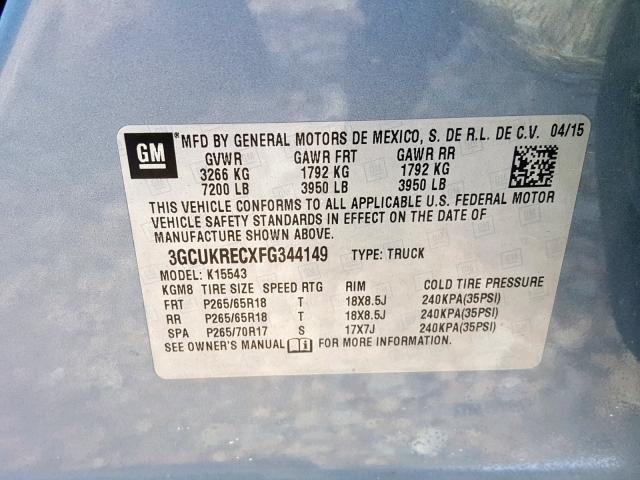 GM *MFD BY GENERAL MOTORS DE MEXICO, S. DE R.L. DE C.V. 04/15
GVWR GAWR FRT GAWR RR
3266 KG 1792 KG 1792 KG
7200 LB 3950 LB 3950 LB
THIS VEHICLE CONFORMS TO ALL APPLICABLE U.S. FEDERAL MOTOR
VEHICLE SAFETY STANDARDS IN EFFECT ON THE DATE OF
MANUFACTURE SHOWN ABOVE.
3GCUKRECXFG344149 TYPE: TRUCK
MODEL: K15543
KGM8 TIRE SIZE SPEED RTG RIM COLD TIRE PRESSURE
FRT P265/65R18 T 18X8.5J 240KPA(35PSI)
RR P265/65R18 T 18X8.5J 240KPA(35PSI)
SPA P265/70R17 S 17X7J 240KPA(35PSI)
SEE OWNER'S MANUAL FOR MORE INFORMATION.